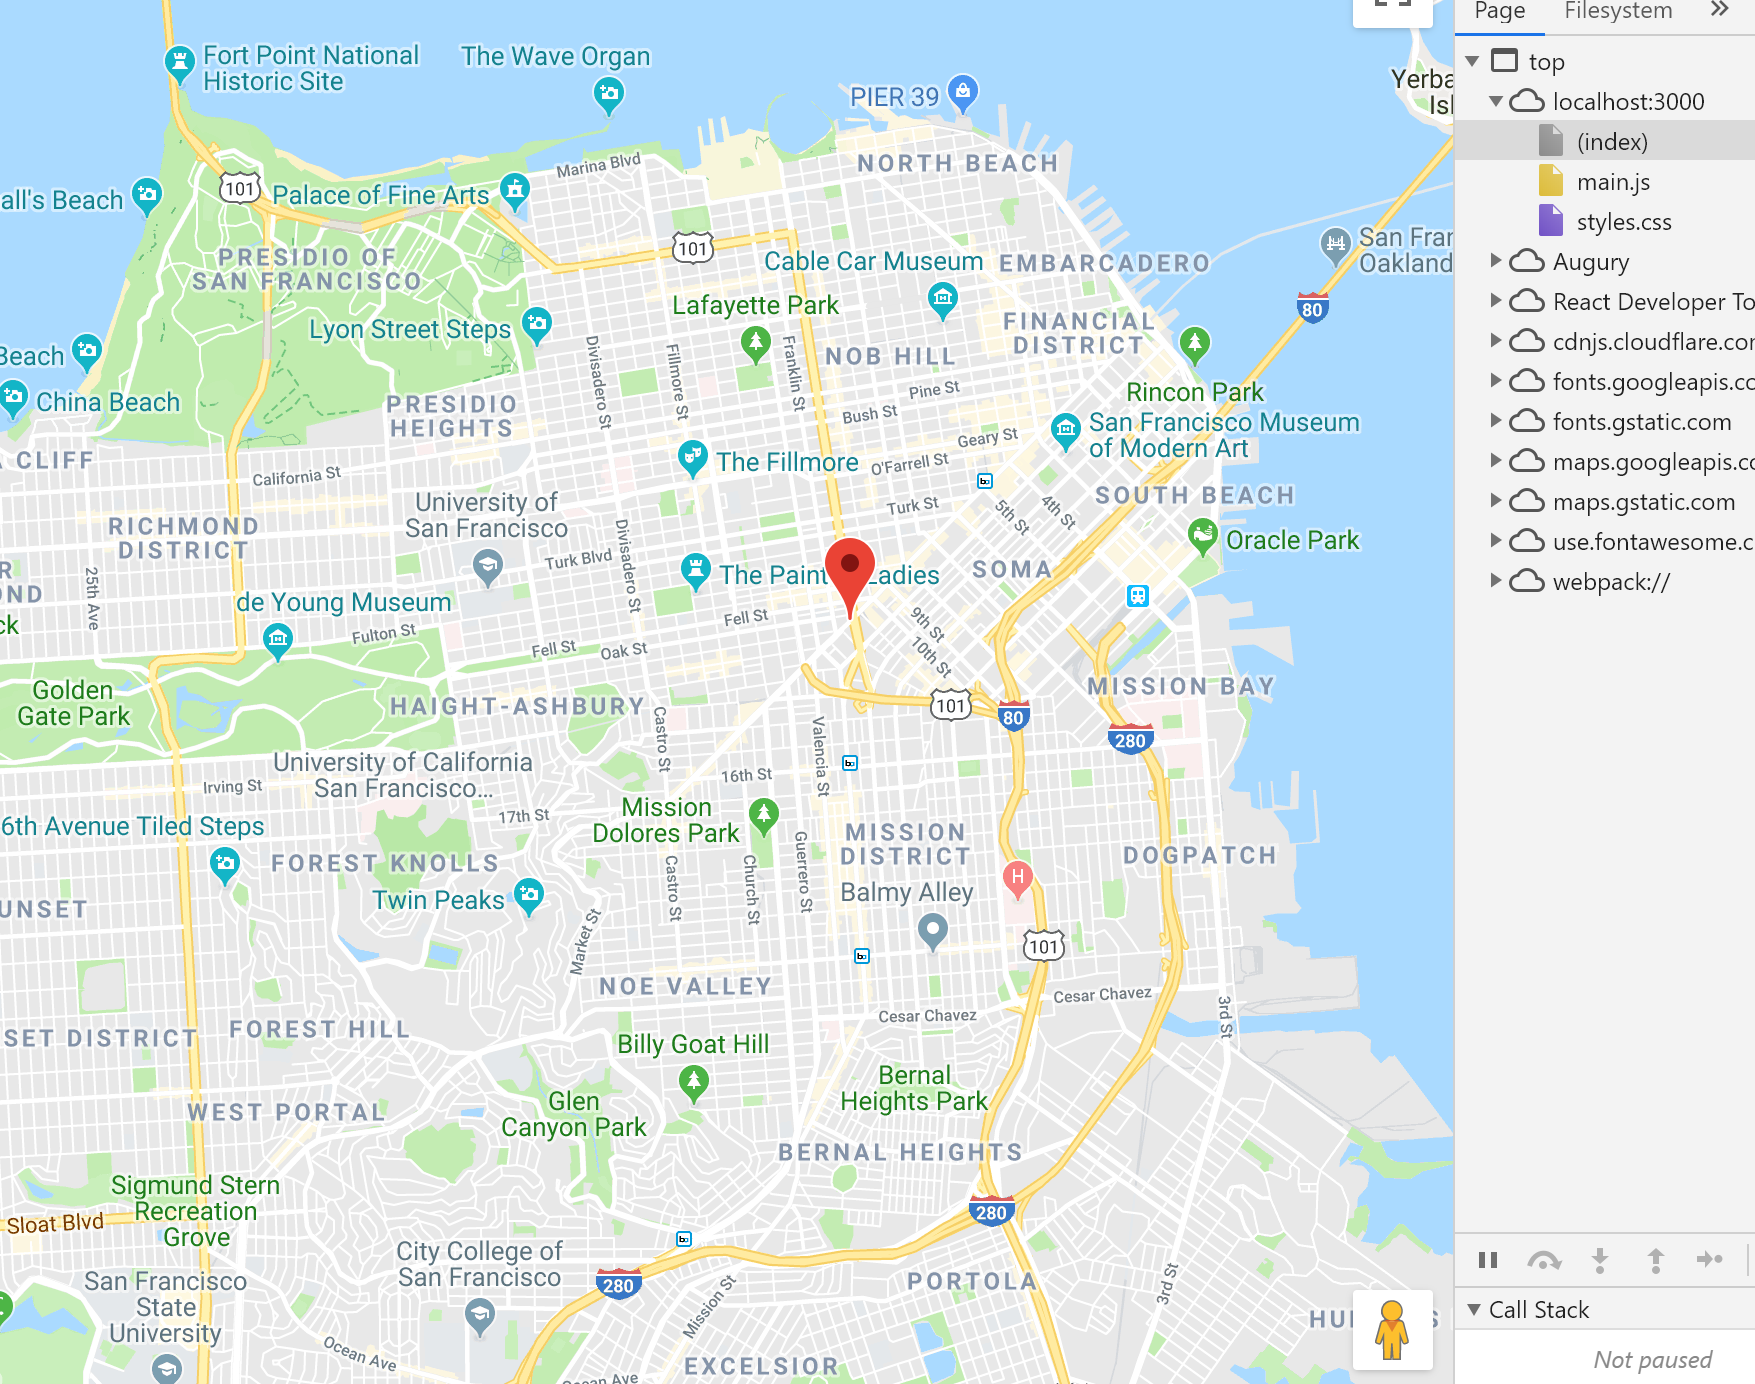 Fort Point National
Historic Site
The Wave Organ
PIER 39
Yerba
Isl
Marina Blvd
NORTH BEACH
101
Palace of Fine Arts
all's Beach
PRESIDIO OF
SAN FRANCISCO
101
Cable Car Museum
EMBARCADERO
San Fran
Oakland
80
Lafayette Park
Lyon Street Steps
FINANCIAL
DISTRICT
NOB HILL
Divisadero St
Fillmore St
Franklin St
Beach
China Beach
PRESIDIO
HEIGHTS
Pine St
Bush St
Rincon Park
San Francisco Museum
of Modern Art
Geary St
O'Farrell St
A CLIFF
California St
The Fillmore
University of
San Francisco
Turk St
5th St
4th St
SOUTH BEACH
RICHMOND
DISTRICT
Oracle Park
Turk Blvd
Divisadero St
The Painted Ladies
SOMA
25th Ave
de Young Museum
Fulton St
Fell St
Fell St
Oak St
9th St
10th St
Golden
Gate Park
HAIGHT-ASHBURY
MISSION BAY
101
80
280
Castro St
Valencia St
University of California
San Francisco...
Irving St
16th St
17th St
6th Avenue Tiled Steps
Mission
Dolores Park
MISSION
DISTRICT
DOGPATCH
FOREST KNOLLS
Twin Peaks
Castro St
Church St
Guerrero St
Balmy Alley
H
UNSET
Market St
101
NOE VALLEY
Cesar Chavez
Cesar Chavez
3rd St
SET DISTRICT
FOREST HILL
Billy Goat Hill
Bernal
Heights Park
WEST PORTAL
Glen
Canyon Park
BERNAL HEIGHTS
Sigmund Stern
Recreation
Grove
Sloat Blvd
280
City College of
San Francisco
280
San Francisco
State
University
Mission St
PORTOLA
3rd St
Ocean Ave
EXCELSIOR
Ocean Ave
Page
Filesystem
top
localhost:3000
(index)
main.js
styles.css
Augury
React Developer To
cdnjs.cloudflare.com
fonts.googleapis.co
fonts.gstatic.com
maps.googleapis.co
maps.gstatic.com
use.fontawesome.c
webpack://
Call Stack
Not paused